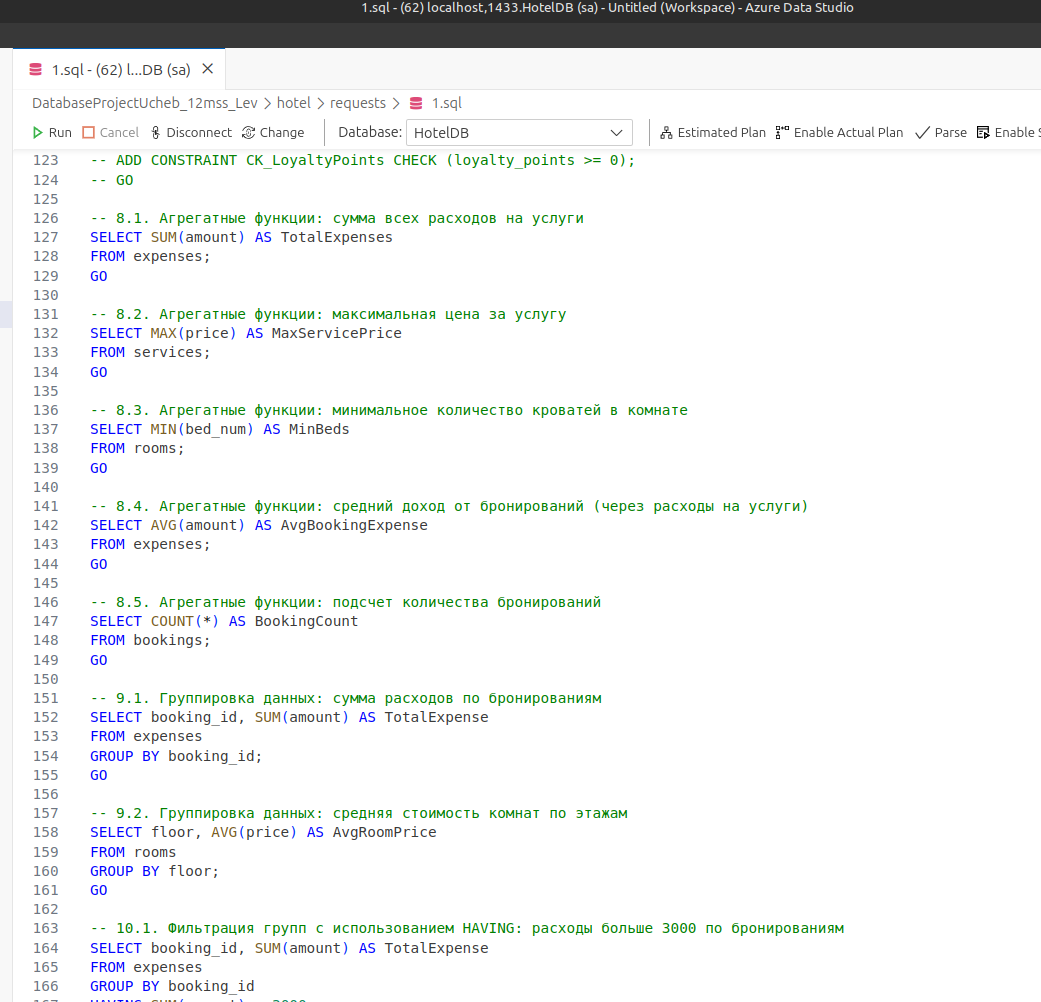 1.sql - (62) localhost,1433.HotelDB (sa) - Untitled (Workspace) - Azure Data Studio
1.sql - (62) l...DB (sa)
DatabaseProjectUcheb_12mss_Lev > hotel > requests > 1.sql
Run Cancel Disconnect Change Database: HotelDB Estimated Plan Enable Actual Plan Parse Enable
123 -- ADD CONSTRAINT CK_LoyaltyPoints CHECK (loyalty_points >= 0);
124 -- GO
125
126 -- 8.1. Агрегатные функции: сумма всех расходов на услуги
127 SELECT SUM(amount) AS TotalExpenses
128 FROM expenses;
129 GO
130
131 -- 8.2. Агрегатные функции: максимальная цена за услугу
132 SELECT MAX(price) AS MaxServicePrice
133 FROM services;
134 GO
135
136 -- 8.3. Агрегатные функции: минимальное количество кроватей в комнате
137 SELECT MIN(bed_num) AS MinBeds
138 FROM rooms;
139 GO
140
141 -- 8.4. Агрегатные функции: средний доход от бронирований (через расходы на услуги)
142 SELECT AVG(amount) AS AvgBookingExpense
143 FROM expenses;
144 GO
145
146 -- 8.5. Агрегатные функции: подсчет количества бронирований
147 SELECT COUNT(*) AS BookingCount
148 FROM bookings;
149 GO
150
151 -- 9.1. Группировка данных: сумма расходов по бронированиям
152 SELECT booking_id, SUM(amount) AS TotalExpense
153 FROM expenses
154 GROUP BY booking_id;
155 GO
156
157 -- 9.2. Группировка данных: средняя стоимость комнат по этажам
158 SELECT floor, AVG(price) AS AvgRoomPrice
159 FROM rooms
160 GROUP BY floor;
161 GO
162
163 -- 10.1. Фильтрация групп с использованием HAVING: расходы больше 3000 по бронированиям
164 SELECT booking_id, SUM(amount) AS TotalExpense
165 FROM expenses
166 GROUP BY booking_id